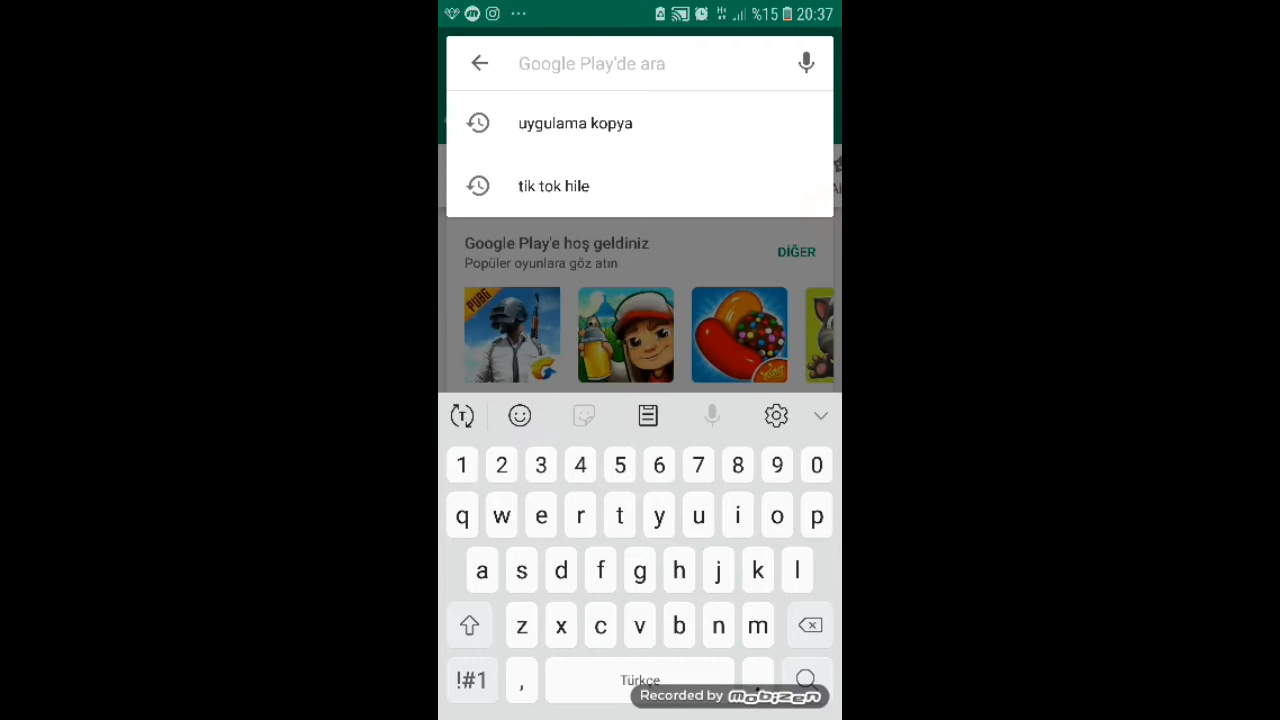 %15 20:37
Google Play'de ara
uygulama kopya
tik tok hile
Google Play'e hoş geldiniz
Popüler oyunlara göz atın
DİĞER
PUBG
1 2 3 4 5 6 7 8 9 0
q w e r t y u i o p
a s d f g h j k l
z x c v b n m
!#1 , Türkçe .
Recorded by mobizen